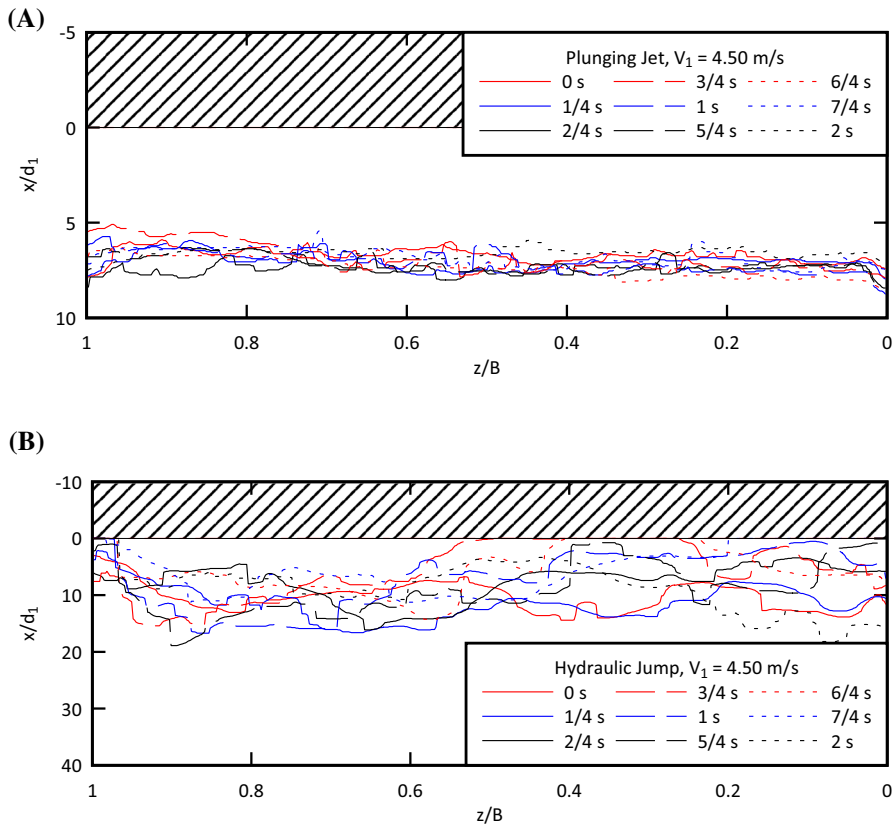 (A)
-5
0
5
10
x/d1
1
0.8
0.6
0.4
0.2
0
z/B
Plunging Jet, V1 = 4.50 m/s
0 s
3/4 s
6/4 s
1/4 s
1 s
7/4 s
2/4 s
5/4 s
2 s
(B)
-10
0
10
20
30
40
x/d1
1
0.8
0.6
0.4
0.2
0
z/B
Hydraulic Jump, V1 = 4.50 m/s
0 s
3/4 s
6/4 s
1/4 s
1 s
7/4 s
2/4 s
5/4 s
2 s